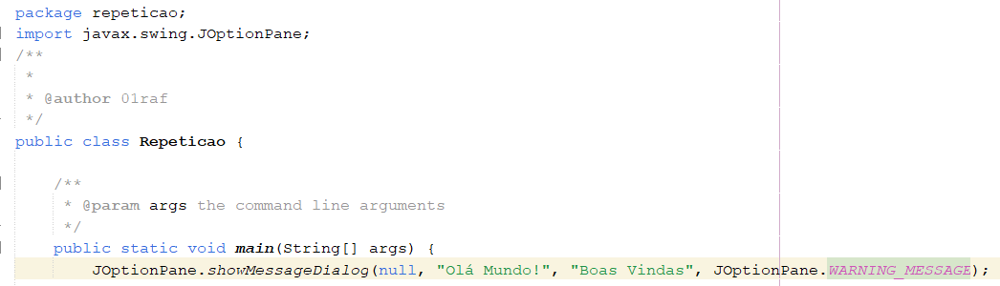 package repeticao;
import javax.swing.JOptionPane;
/**
*
* @author 01raf
*/
public class Repeticao {
/**
* @param args the command line arguments
*/
public static void main(String[] args) {
JOptionPane.showMessageDialog(null, "Olá Mundo!", "Boas Vindas", JOptionPane.WARNING_MESSAGE);